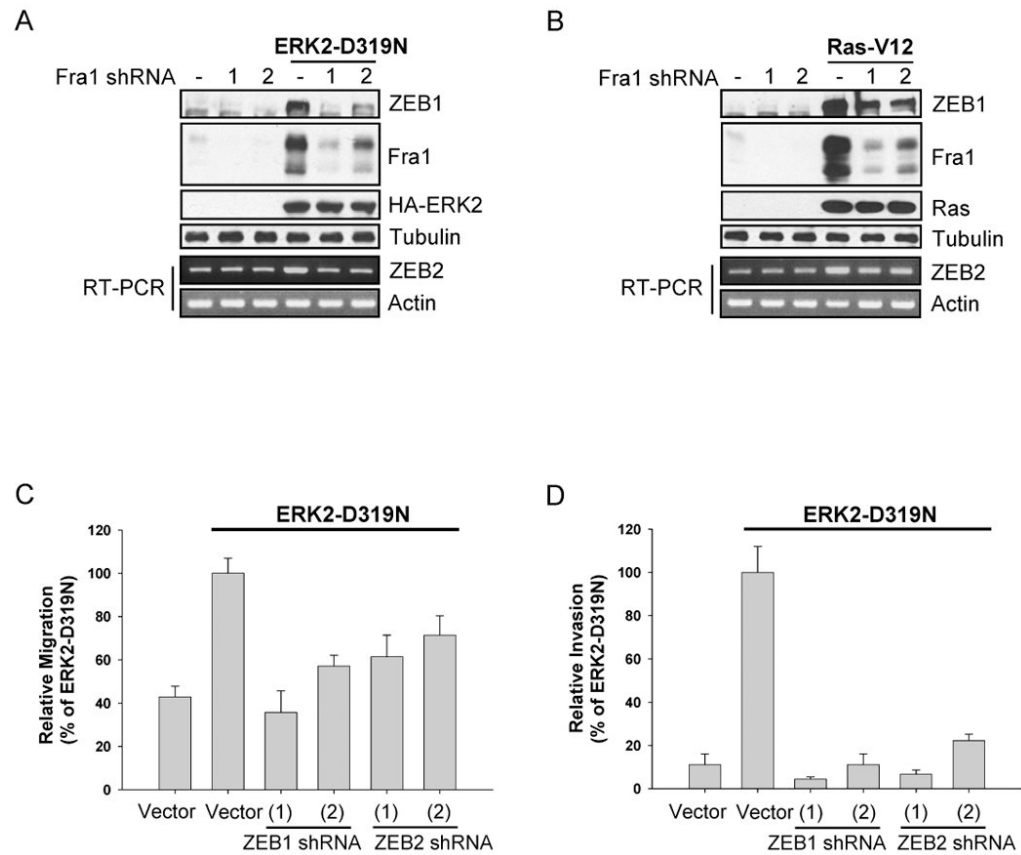 A
ERK2-D319N
Fra1 shRNA - 1 2 - 1 2
ZEB1
Fra1
HA-ERK2
Tubulin
RT-PCR
ZEB2
Actin
B
Ras-V12
Fra1 shRNA - 1 2 - 1 2
ZEB1
Fra1
Ras
Tubulin
RT-PCR
ZEB2
Actin
C
ERK2-D319N
Relative Migration
(% of ERK2-D319N)
120
100
80
60
40
20
0
Vector Vector (1) (2) (1) (2)
ZEB1 shRNA ZEB2 shRNA
D
ERK2-D319N
Relative Invasion
(% of ERK2-D319N)
120
100
80
60
40
20
0
Vector Vector (1) (2) (1) (2)
ZEB1 shRNA ZEB2 shRNA